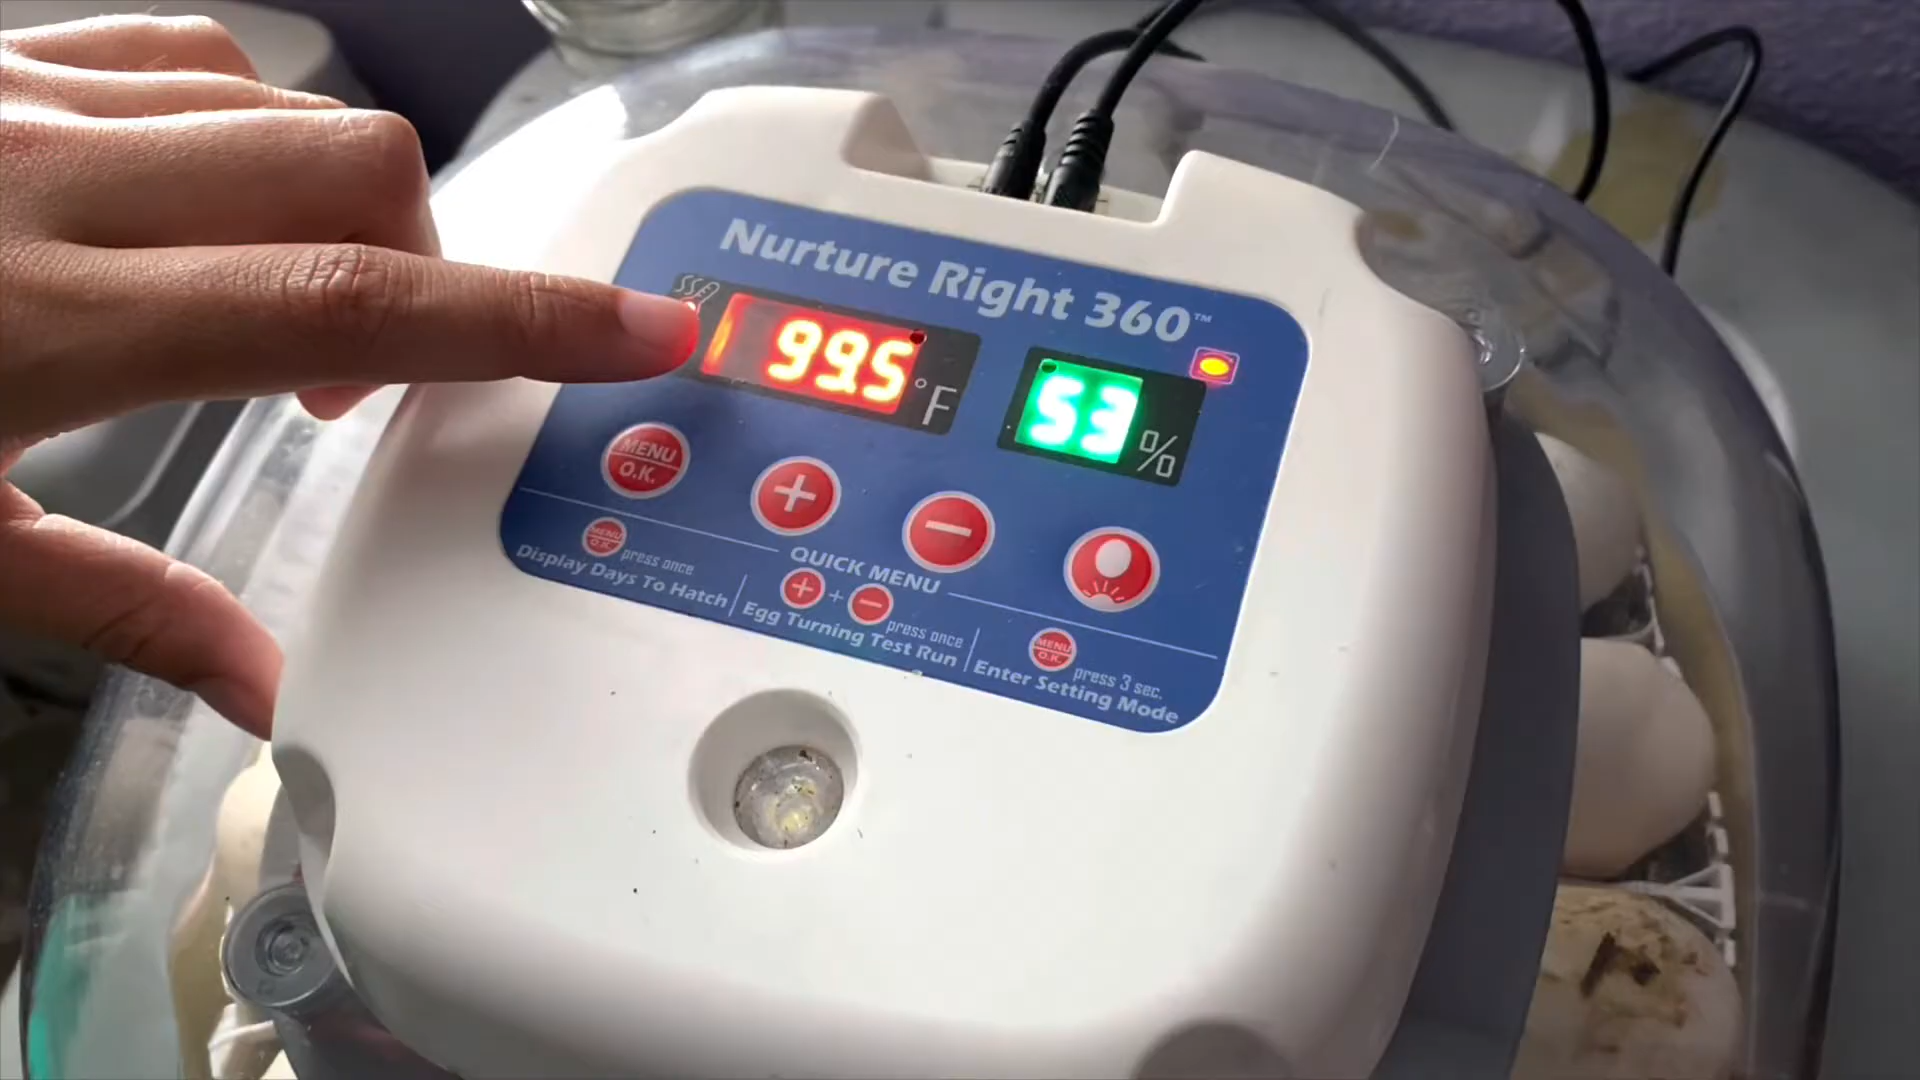 Nurture Right 360™
99.5 °F
53 %
MENU
O.K.
+
−
QUICK MENU
MENU
O.K.
press once
Display Days To Hatch
+ + −
press once
Egg Turning Test Run
MENU
O.K.
press 3 sec.
Enter Setting Mode